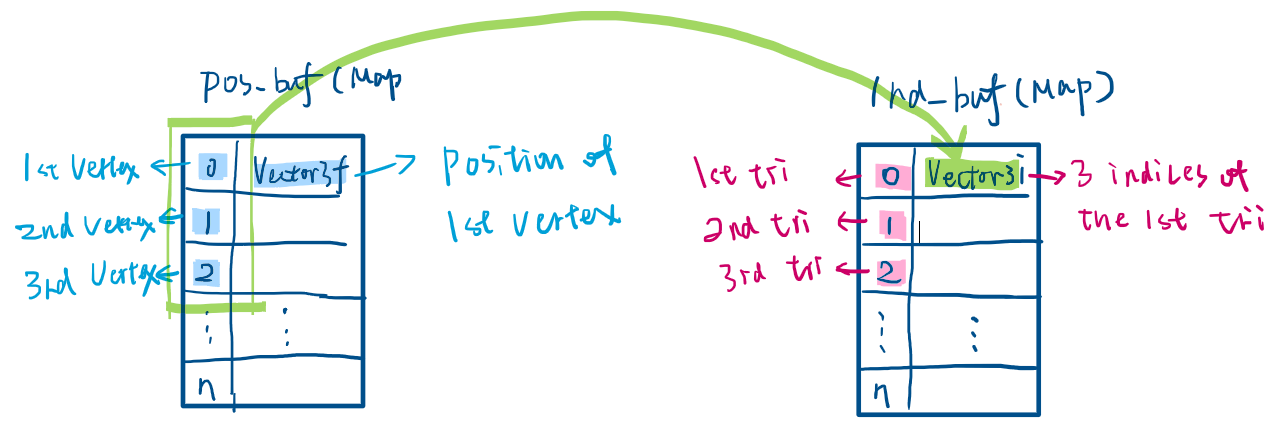 pos_buf (Map
Ind_buf (Map)
1st Vertex
0
Vector3f
position of
1st vertex
2nd Vertex
1
3rd Vertex
2
n
1st tri
0
Vector3i
3 indices of
the 1st tri
2nd tri
1
3rd tri
2
n